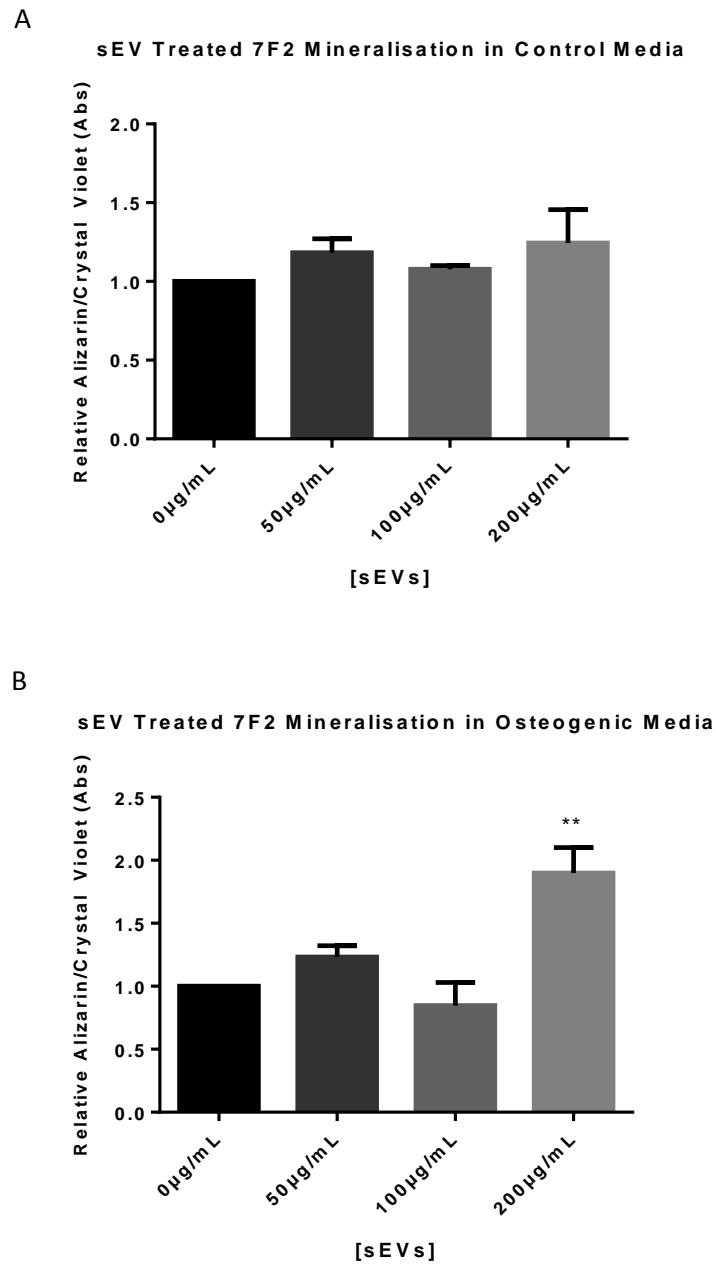 A
sEV Treated 7F2 Mineralisation in Control Media
Relative Alizarin/Crystal Violet (Abs)
2.0
1.5
1.0
0.5
0.0
0µg/mL
50µg/mL
100µg/mL
200µg/mL
[sEVs]
B
sEV Treated 7F2 Mineralisation in Osteogenic Media
Relative Alizarin/Crystal Violet (Abs)
2.5
2.0
1.5
1.0
0.5
0.0
**
0µg/mL
50µg/mL
100µg/mL
200µg/mL
[sEVs]